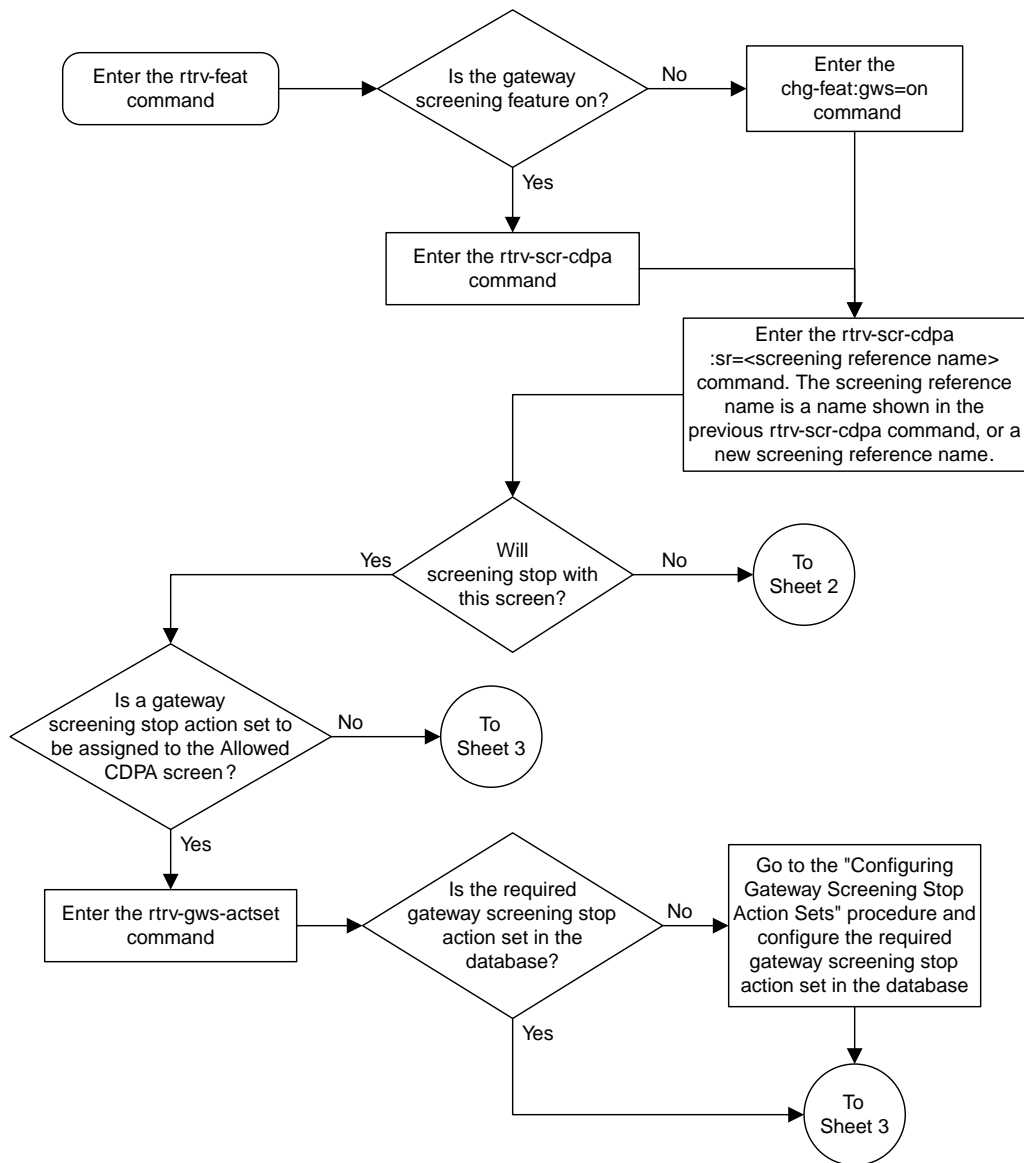 Enter the rtrv-feat
command
Is the gateway
screening feature on?
No
Enter the
chg-feat:gws=on
command
Yes
Enter the rtrv-scr-cdpa
command
Enter the rtrv-scr-cdpa
:sr=<screening reference name>
command. The screening reference
name is a name shown in the
previous rtrv-scr-cdpa command, or a
new screening reference name.
Will
screening stop with
this screen?
Yes
No
To
Sheet 2
Is a gateway
screening stop action set to
be assigned to the Allowed
CDPA screen?
No
To
Sheet 3
Yes
Enter the rtrv-gws-actset
command
Is the required
gateway screening stop
action set in the
database?
No
Go to the "Configuring
Gateway Screening Stop
Action Sets" procedure and
configure the required
gateway screening stop
action set in the database
Yes
To
Sheet 3